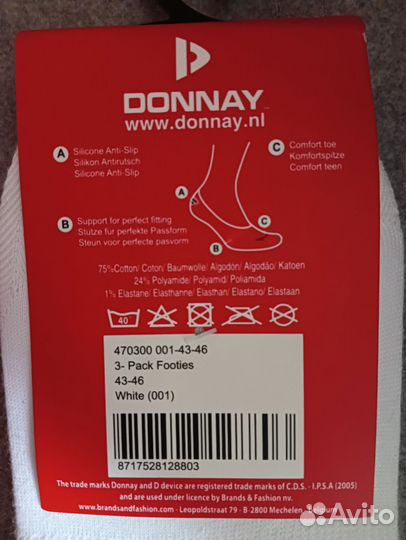 DONNAY
www.donnay.nl
A Silicone Anti-Slip
Silikon Antirutsch
Silicone Anti-Slip
C Comfort toe
Komfortspitze
Comfort teen
A
C
B
B Support for perfect fitting
Stütze für perfekte Passform
Steun voor perfecte pasvorm
75%Cotton/ Coton/ Baumwolle/ Algodón/ Algodão/ Katoen
24% Polyamide/ Polyamid/ Poliamida
1% Elastane/ Elasthanne/ Elasthan/ Elastano/ Elastaan
40°
470300 001-43-46
3- Pack Footies
43-46
White (001)
8717528128803
The trade marks Donnay and D device are registered trade marks of C.D.S. - I.P.S.A (2005)
and are used under licence by Brands & Fashion nv.
www.brandsandfashion.com - Leopoldstraat 79 - B-2800 Mechelen, Belgium
Avito